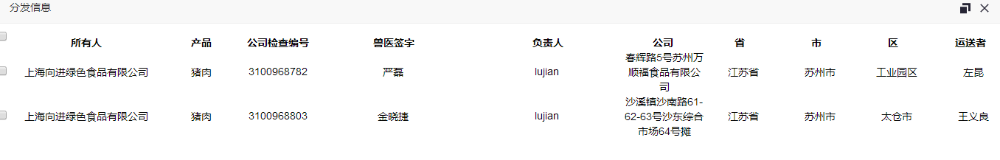 分发信息
所有人 产品 公司检查编号 兽医签字 负责人 公司 省 市 区 运送者
上海向进绿色食品有限公司 猪肉 3100968782 严磊 lujian 春辉路5号苏州万顺福食品有限公司 江苏省 苏州市 工业园区 左昆
上海向进绿色食品有限公司 猪肉 3100968803 金晓捷 lujian 沙溪镇沙南路61-62-63号沙东综合市场64号摊 江苏省 苏州市 太仓市 王义良